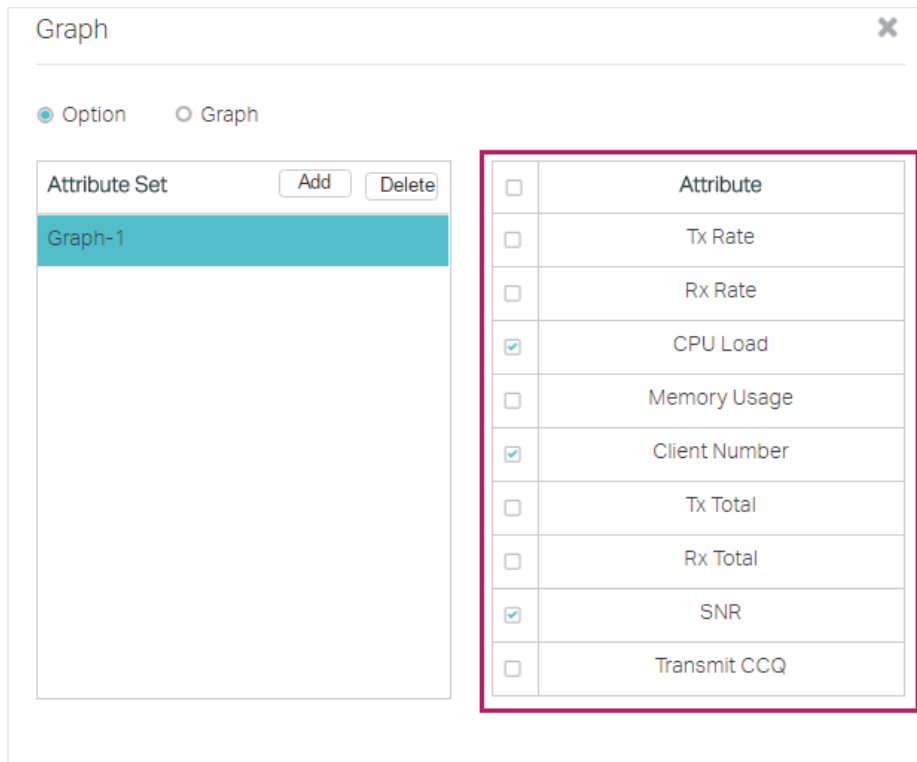 Graph
Option Graph
Attribute Set Add Delete
Graph-1
Attribute
Tx Rate
Rx Rate
CPU Load
Memory Usage
Client Number
Tx Total
Rx Total
SNR
Transmit CCQ